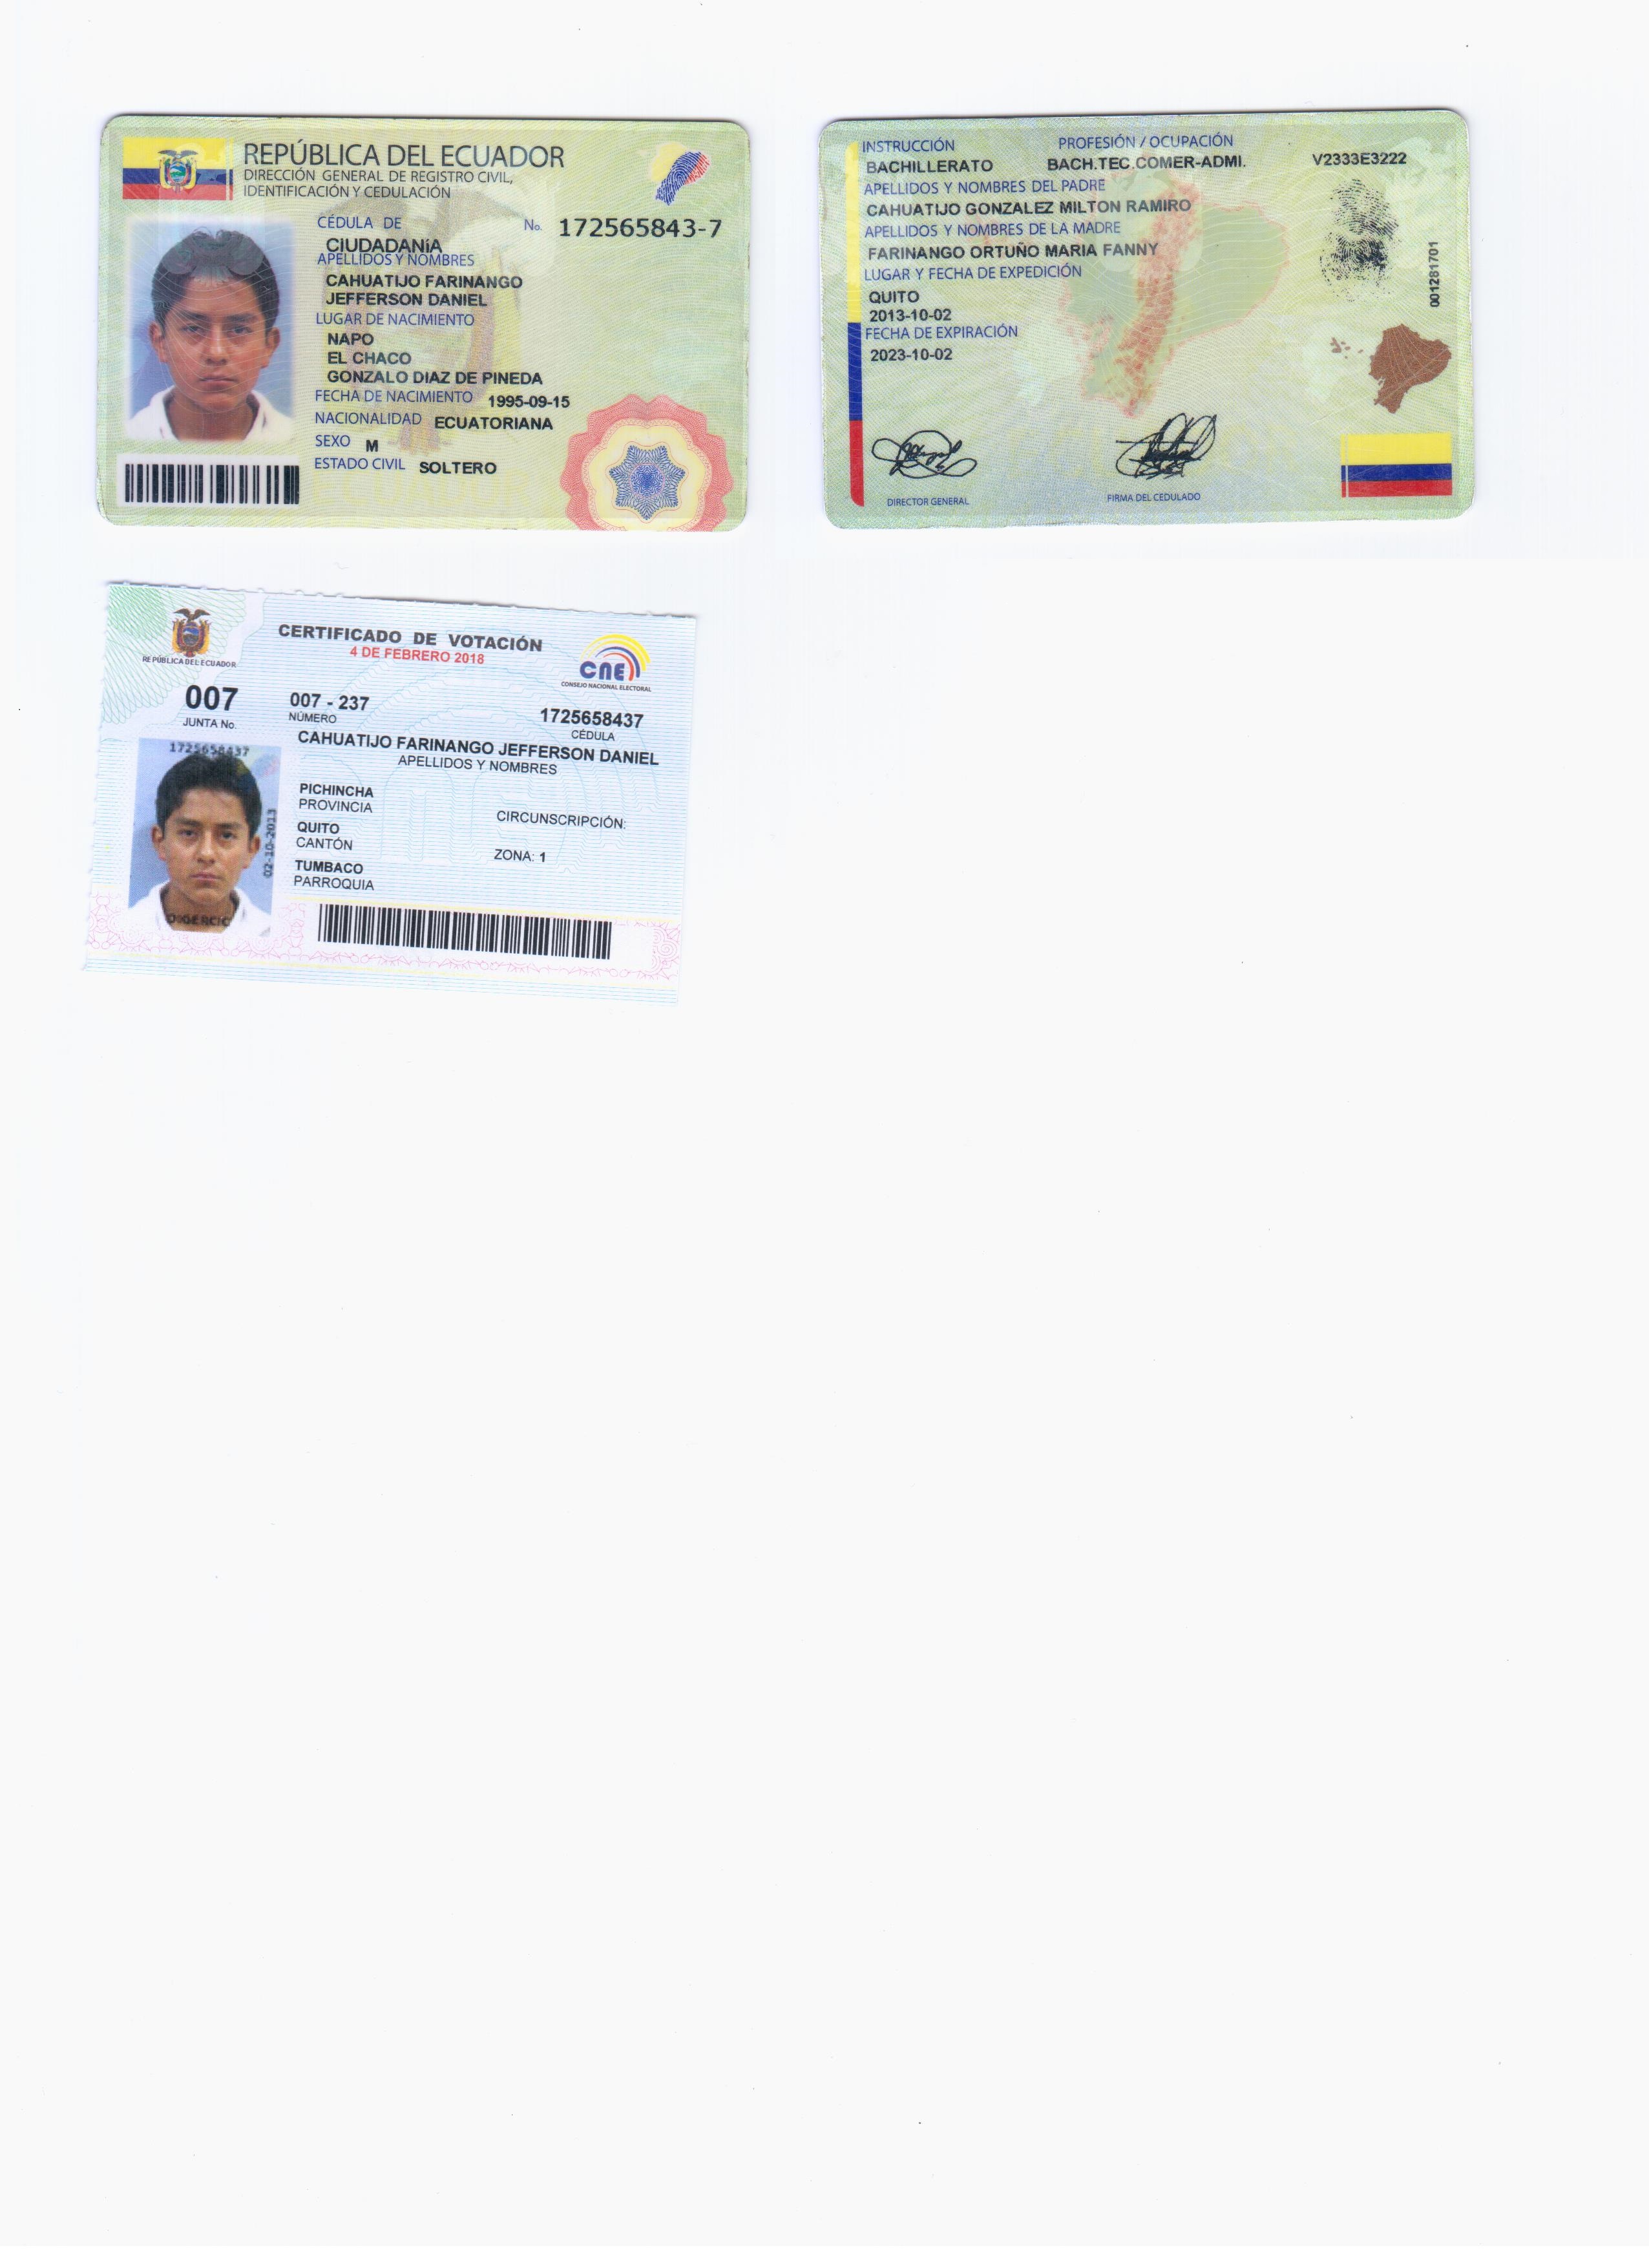 REPÚBLICA DEL ECUADOR
DIRECCIÓN GENERAL DE REGISTRO CIVIL,
IDENTIFICACIÓN Y CEDULACIÓN
CÉDULA DE No. 172565843-7
CIUDADANÍA
APELLIDOS Y NOMBRES
CAHUATIJO FARINANGO
JEFFERSON DANIEL
LUGAR DE NACIMIENTO
NAPO
EL CHACO
GONZALO DIAZ DE PINEDA
FECHA DE NACIMIENTO 1995-09-15
NACIONALIDAD ECUATORIANA
SEXO M
ESTADO CIVIL SOLTERO
INSTRUCCIÓN PROFESIÓN / OCUPACIÓN
BACHILLERATO BACH.TEC.COMER-ADMI. V2333E3222
APELLIDOS Y NOMBRES DEL PADRE
CAHUATIJO GONZALEZ MILTON RAMIRO
APELLIDOS Y NOMBRES DE LA MADRE
FARINANGO ORTUÑO MARIA FANNY
LUGAR Y FECHA DE EXPEDICIÓN
QUITO
2013-10-02
FECHA DE EXPIRACIÓN
2023-10-02
001281701
DIRECTOR GENERAL FIRMA DEL CEDULADO
REPÚBLICA DEL ECUADOR
CERTIFICADO DE VOTACIÓN
4 DE FEBRERO 2018
CNE
CONSEJO NACIONAL ELECTORAL
007
JUNTA No.
007 - 237
NÚMERO
1725658437
CÉDULA
CAHUATIJO FARINANGO JEFFERSON DANIEL
APELLIDOS Y NOMBRES
1725658437
02-10-2013
PICHINCHA
PROVINCIA
CIRCUNSCRIPCIÓN:
QUITO
CANTÓN
ZONA: 1
TUMBACO
PARROQUIA